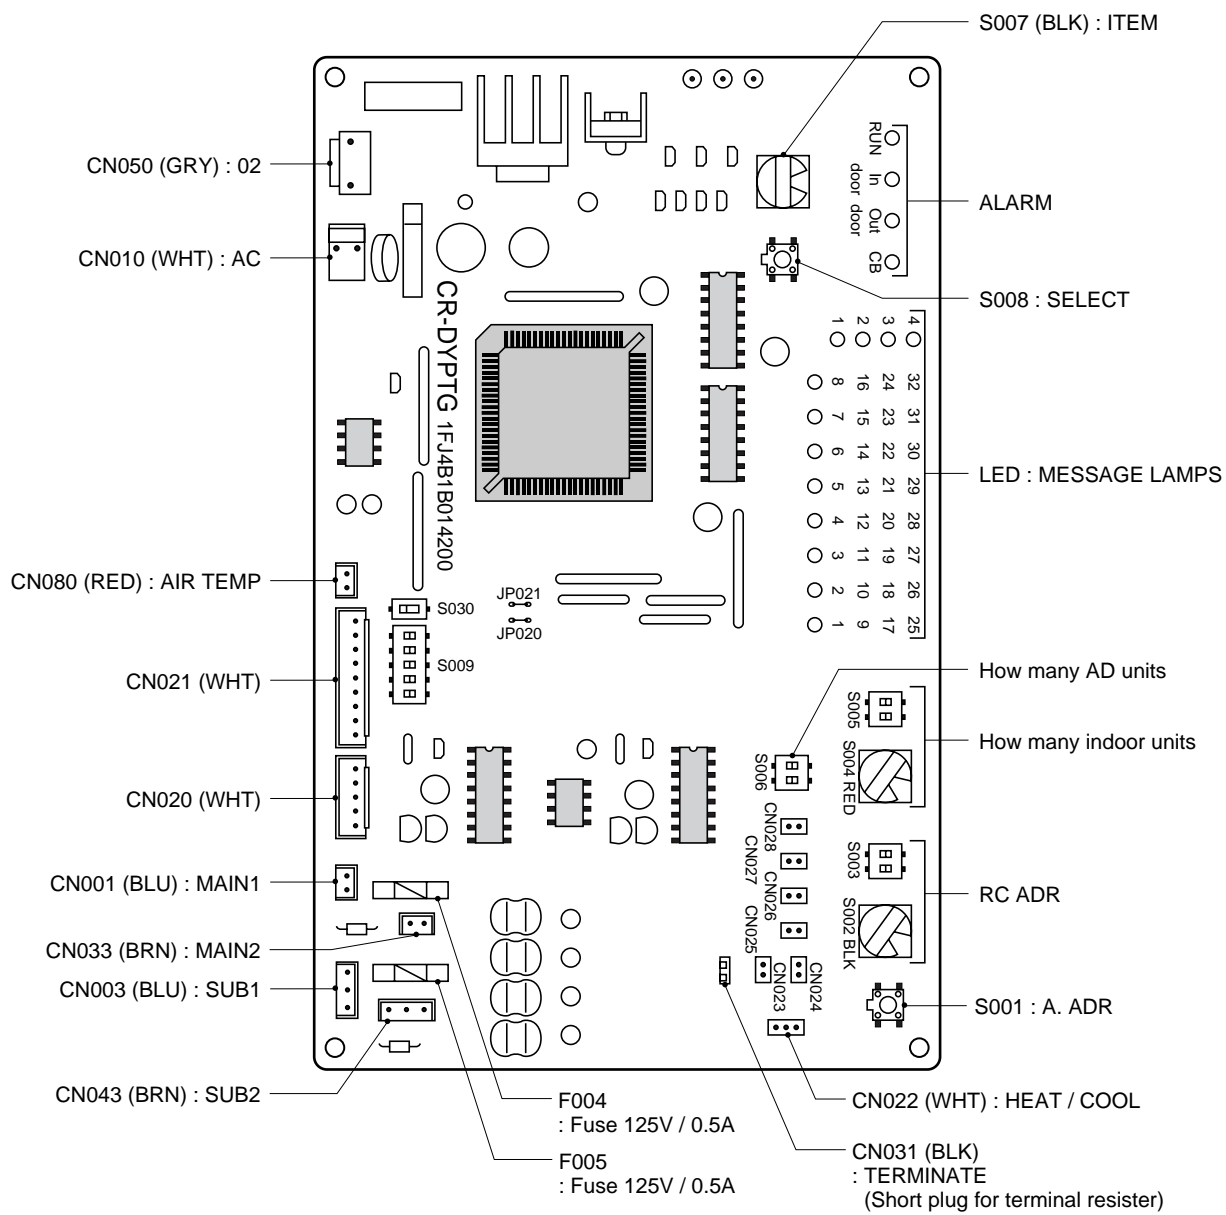 S007 (BLK) : ITEM
CN050 (GRY) : 02
RUN
In
door
Out
door
CB
ALARM
CN010 (WHT) : AC
S008 : SELECT
CR-DYPTG 1FJ4B1B014200
1 2 3 4
8 16 24 32
7 15 23 31
6 14 22 30
5 13 21 29
4 12 20 28
3 11 19 27
2 10 18 26
1 9 17 25
LED : MESSAGE LAMPS
CN080 (RED) : AIR TEMP
JP021
JP020
S030
S009
CN021 (WHT)
How many AD units
S005
S006
S004 RED
How many indoor units
CN020 (WHT)
CN028
CN027
CN026
CN025
S003
S002 BLK
RC ADR
CN001 (BLU) : MAIN1
CN033 (BRN) : MAIN2
CN003 (BLU) : SUB1
CN023
CN024
S001 : A. ADR
CN043 (BRN) : SUB2
F004
: Fuse 125V / 0.5A
F005
: Fuse 125V / 0.5A
CN022 (WHT) : HEAT / COOL
CN031 (BLK)
: TERMINATE
(Short plug for terminal resister)